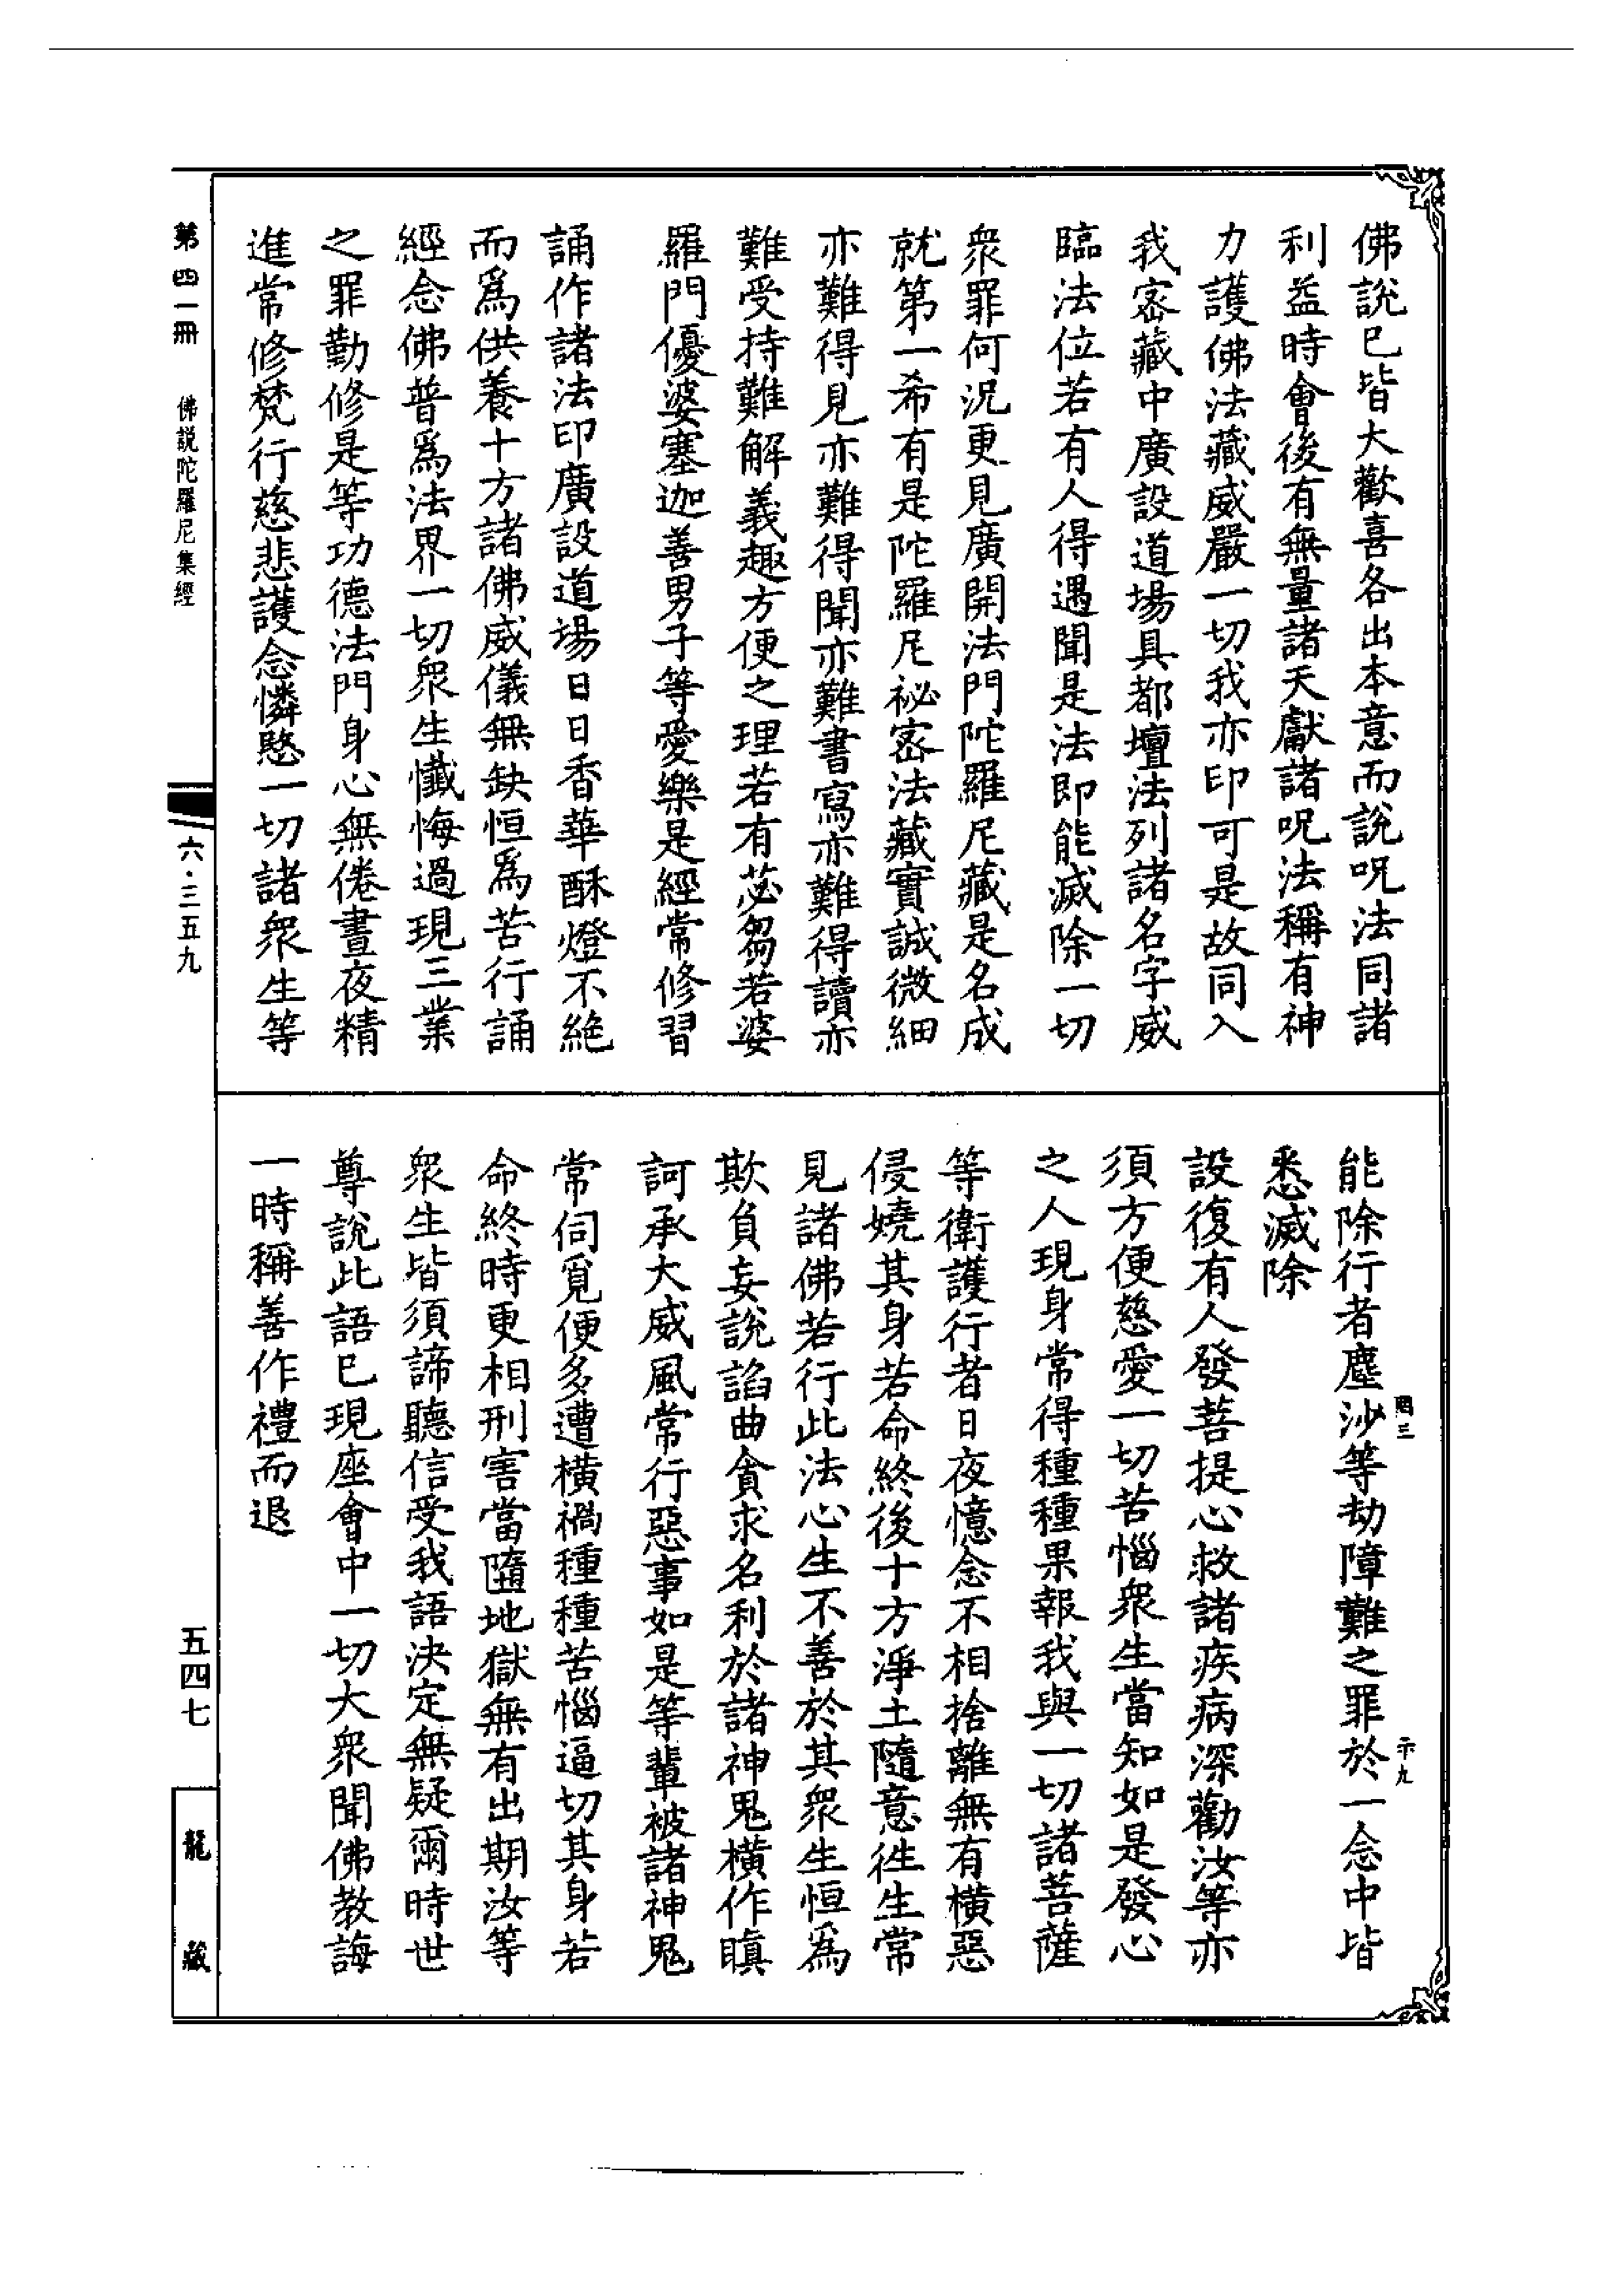 佛說已皆大歡喜各出本意而說呪法同諸
利益時會後有無量諸天獻諸呪法稱有神
力護佛法藏威嚴一切我亦印可是故同入
我密藏中廣設道場具都壇法列諸名字威
臨法位若有人得遇聞是法即能滅除一切
衆罪何況更見廣開法門陀羅尼藏是名成
就第一希有是陀羅尼祕密法藏實誠微細
亦難得見亦難得聞亦難書寫亦難得讀亦
難受持難解義趣方便之理若有苾芻若婆
羅門優婆塞迦善男子等愛樂是經常修習
誦作諸法印廣設道場日日香華酥燈不絶
而爲供養十方諸佛威儀無缺恒爲苦行誦
經念佛普爲法界一切衆生懺悔過現三業
之罪勤修是等功德法門身心無倦晝夜精
進常修梵行慈悲護念憐愍一切諸衆生等
能除行者塵沙等劫障難之罪於一念中皆
悉滅除
設復有人發菩提心救諸疾病深勸汝等亦
須方便慈愛一切苦惱衆生當知如是發心
之人現身常得種種果報我與一切諸菩薩
等衛護行者日夜憶念不相捨離無有橫惡
侵嬈其身若命終後十方淨土隨意徃生常
見諸佛若行此法心生不善於其衆生恒爲
欺負妄說諂曲貪求名利於諸神鬼橫作瞋
訶承大威風常行惡事如是等輩被諸神鬼
常伺覓便多遭橫禍種種苦惱逼切其身若
命終時更相刑害當隨地獄無有出期汝等
衆生皆須諦聽信受我語決定無疑爾時世
尊說此語已現座會中一切大衆聞佛教誨
一時稱善作禮而退
三
示九
第四一冊
佛說陀羅尼集經
六·三五九
五四七
龍藏